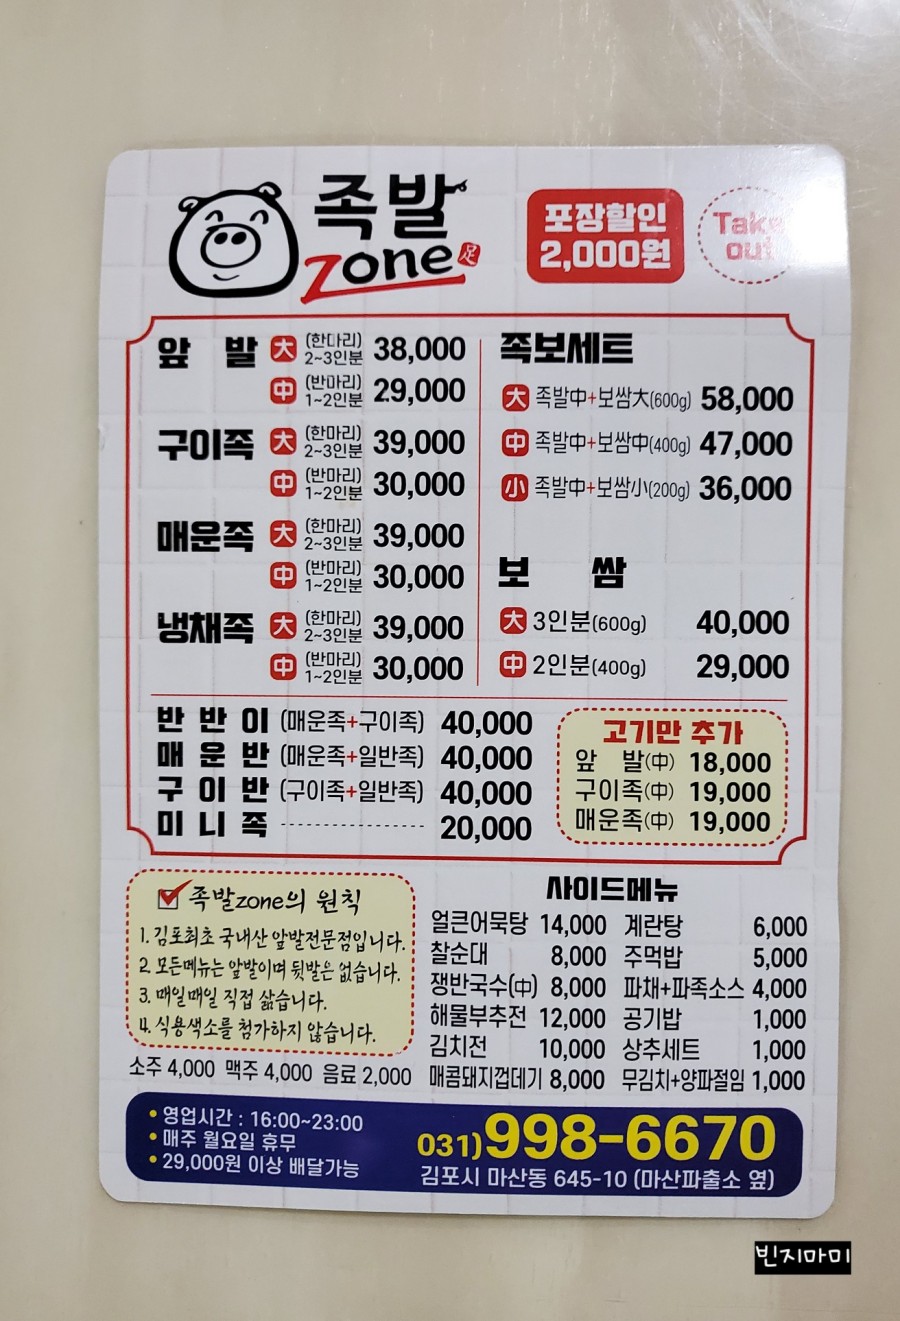 족발
zone 足
포장할인
2,000원
Take
out
앞 발 大 (한마리) 2~3인분 38,000
中 (반마리) 1~2인분 29,000
구이족 大 (한마리) 2~3인분 39,000
中 (반마리) 1~2인분 30,000
매운족 大 (한마리) 2~3인분 39,000
中 (반마리) 1~2인분 30,000
냉채족 大 (한마리) 2~3인분 39,000
中 (반마리) 1~2인분 30,000
족보세트
大 족발中+보쌈大(600g) 58,000
中 족발中+보쌈中(400g) 47,000
小 족발中+보쌈小(200g) 36,000
보 쌈
大 3인분(600g) 40,000
中 2인분(400g) 29,000
반 반 이 (매운족+구이족) 40,000
매 운 반 (매운족+일반족) 40,000
구 이 반 (구이족+일반족) 40,000
미 니 족 ---------------- 20,000
고기만 추가
앞 발(中) 18,000
구이족(中) 19,000
매운족(中) 19,000
족발zone의 원칙
1. 김포최초 국내산 앞발전문점입니다.
2. 모든메뉴는 앞발이며 뒷발은 없습니다.
3. 매일매일 직접 삶습니다.
4. 식용색소를 첨가하지 않습니다.
소주 4,000 맥주 4,000 음료 2,000
사이드메뉴
얼큰어묵탕 14,000 계란탕 6,000
찰순대 8,000 주먹밥 5,000
쟁반국수(中) 8,000 파채+파족소스 4,000
해물부추전 12,000 공기밥 1,000
김치전 10,000 상추세트 1,000
매콤돼지껍데기 8,000 무김치+양파절임 1,000
• 영업시간 : 16:00~23:00
• 매주 월요일 휴무
• 29,000원 이상 배달가능
031)998-6670
김포시 마산동 645-10 (마산파출소 옆)
빈지마미